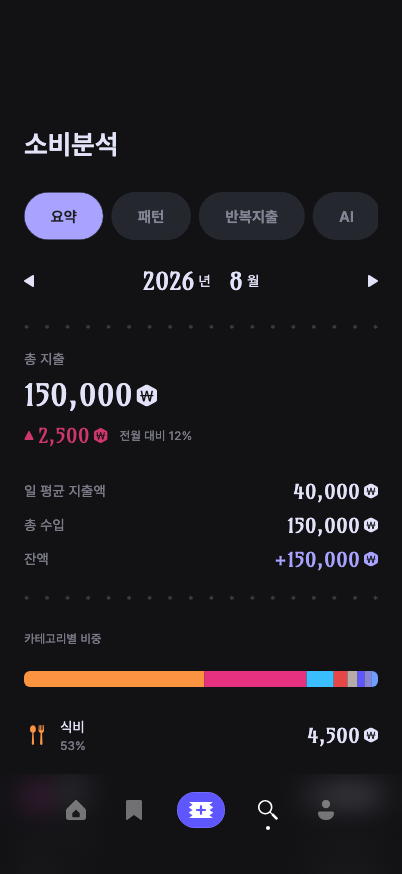 소비분석
요약 패턴 반복지출 AI
2026 년 8 월
총 지출
150,000 ₩
▲ 2,500 ₩ 전월 대비 12%
일 평균 지출액 40,000 ₩
총 수입 150,000 ₩
잔액 +150,000 ₩
카테고리별 비중
식비 4,500 ₩
53%